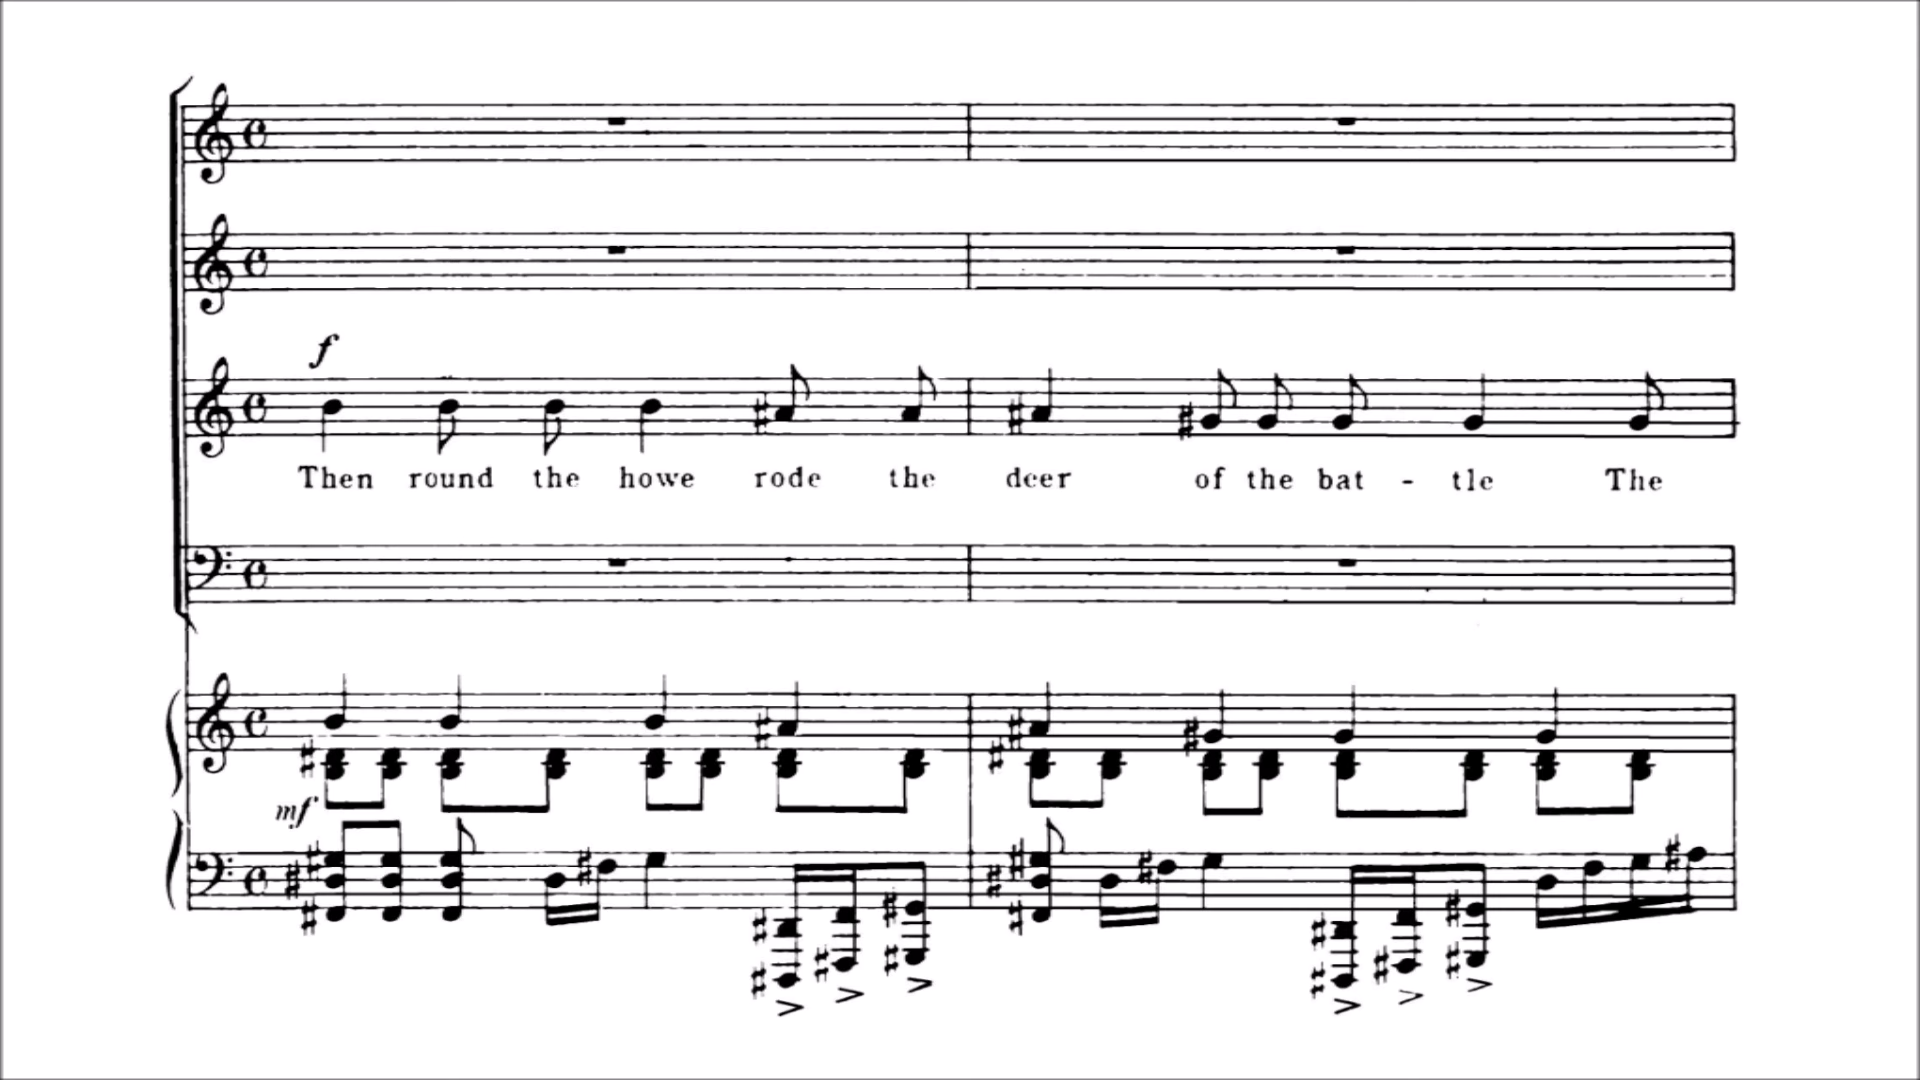 f
Then round the howe rode the deer of the bat - tle The
mf